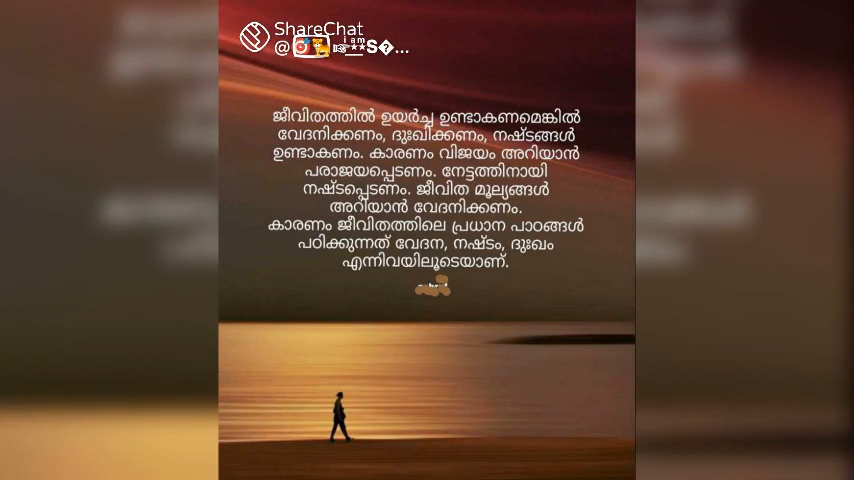 ShareChat
ജീവിതത്തിൽ ഉയർച്ച ഉണ്ടാകണമെങ്കിൽ
വേദനിക്കണം, ദുഃഖിക്കണം, നഷ്ടങ്ങൾ
ഉണ്ടാകണം. കാരണം വിജയം അറിയാൻ
പരാജയപ്പെടണം. നേട്ടത്തിനായി
നഷ്ടപ്പെടണം. ജീവിത മൂല്യങ്ങൾ
അറിയാൻ വേദനിക്കണം.
കാരണം ജീവിതത്തിലെ പ്രധാന പാഠങ്ങൾ
പഠിക്കുന്നത് വേദന, നഷ്ടം, ദുഃഖം
എന്നിവയിലൂടെയാണ്.